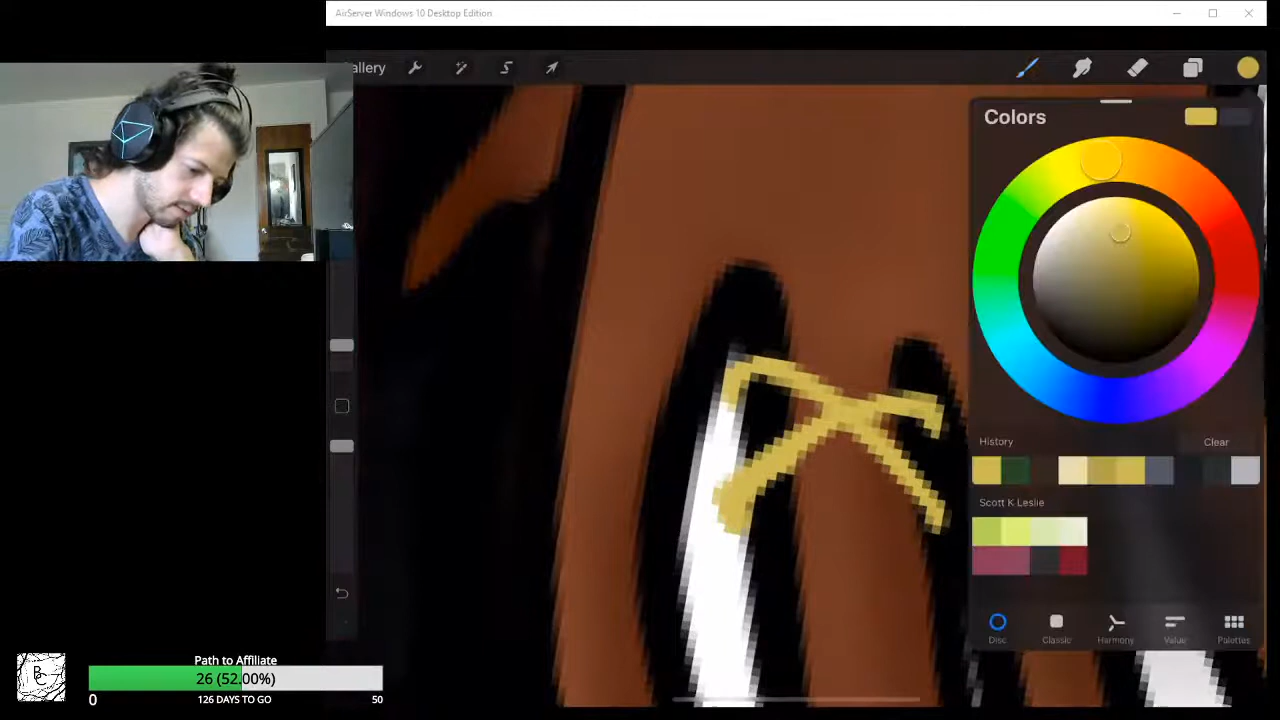 AirServer Windows 10 Desktop Edition
allery
Colors
History
Clear
Scott K Leslie
Disc
Classic
Harmony
Value
Palettes
Path to Affiliate
26 (52.00%)
0
126 DAYS TO GO
50